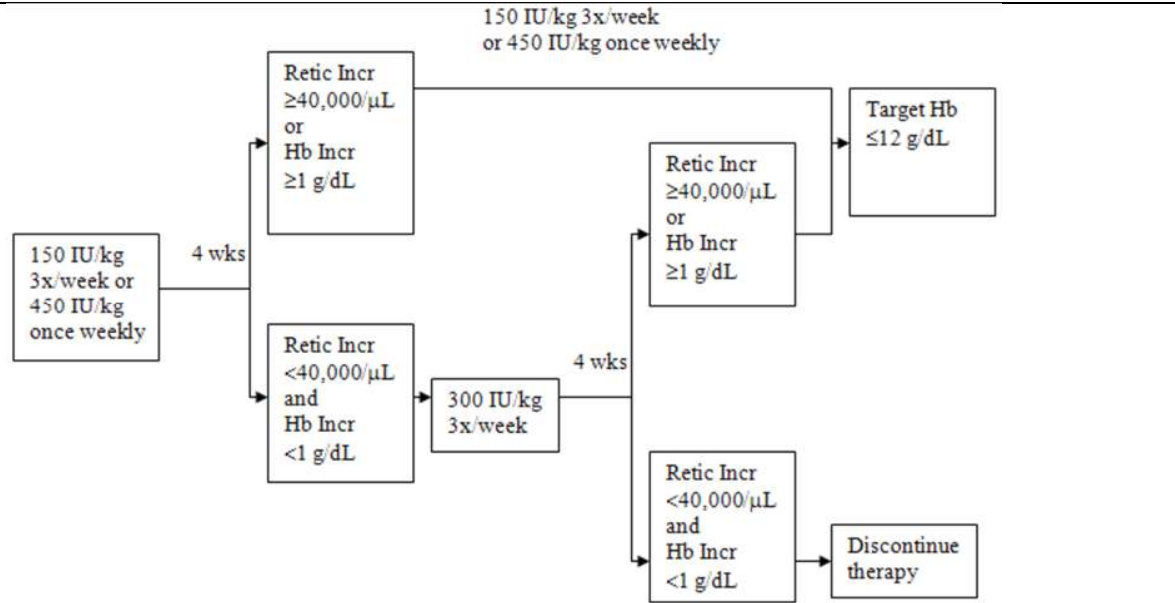 150 IU/kg 3x/week
or 450 IU/kg once weekly
Retic Incr
≥40,000/μL
or
Hb Incr
≥1 g/dL
Target Hb
≤12 g/dL
Retic Incr
≥40,000/μL
or
Hb Incr
≥1 g/dL
150 IU/kg
3x/week or
450 IU/kg
once weekly
4 wks
Retic Incr
<40,000/μL
and
Hb Incr
<1 g/dL
300 IU/kg
3x/week
4 wks
Retic Incr
<40,000/μL
and
Hb Incr
<1 g/dL
Discontinue
therapy